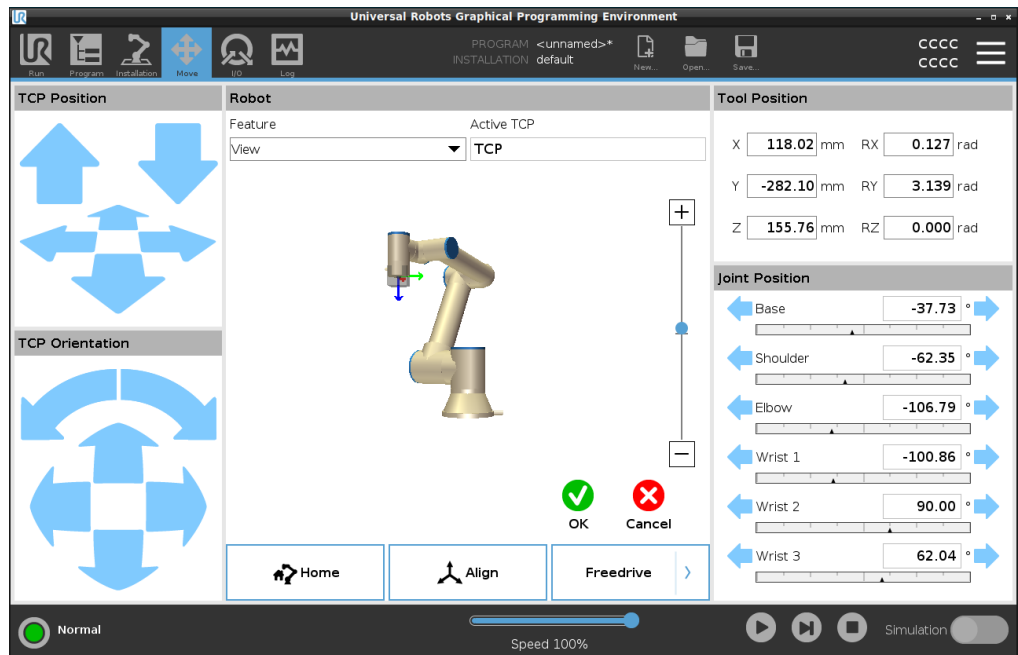 Universal Robots Graphical Programming Environment
Run
Program
Installation
Move
I/O
Log
PROGRAM <unnamed>*
INSTALLATION default
New...
Open...
Save...
CCCC
CCCC
TCP Position
Robot
Tool Position
Feature
Active TCP
View
TCP
X 118.02 mm RX 0.127 rad
Y -282.10 mm RY 3.139 rad
Z 155.76 mm RZ 0.000 rad
Joint Position
Base -37.73 °
Shoulder -62.35 °
Elbow -106.79 °
Wrist 1 -100.86 °
Wrist 2 90.00 °
Wrist 3 62.04 °
TCP Orientation
OK
Cancel
Home
Align
Freedrive
Normal
Speed 100%
Simulation